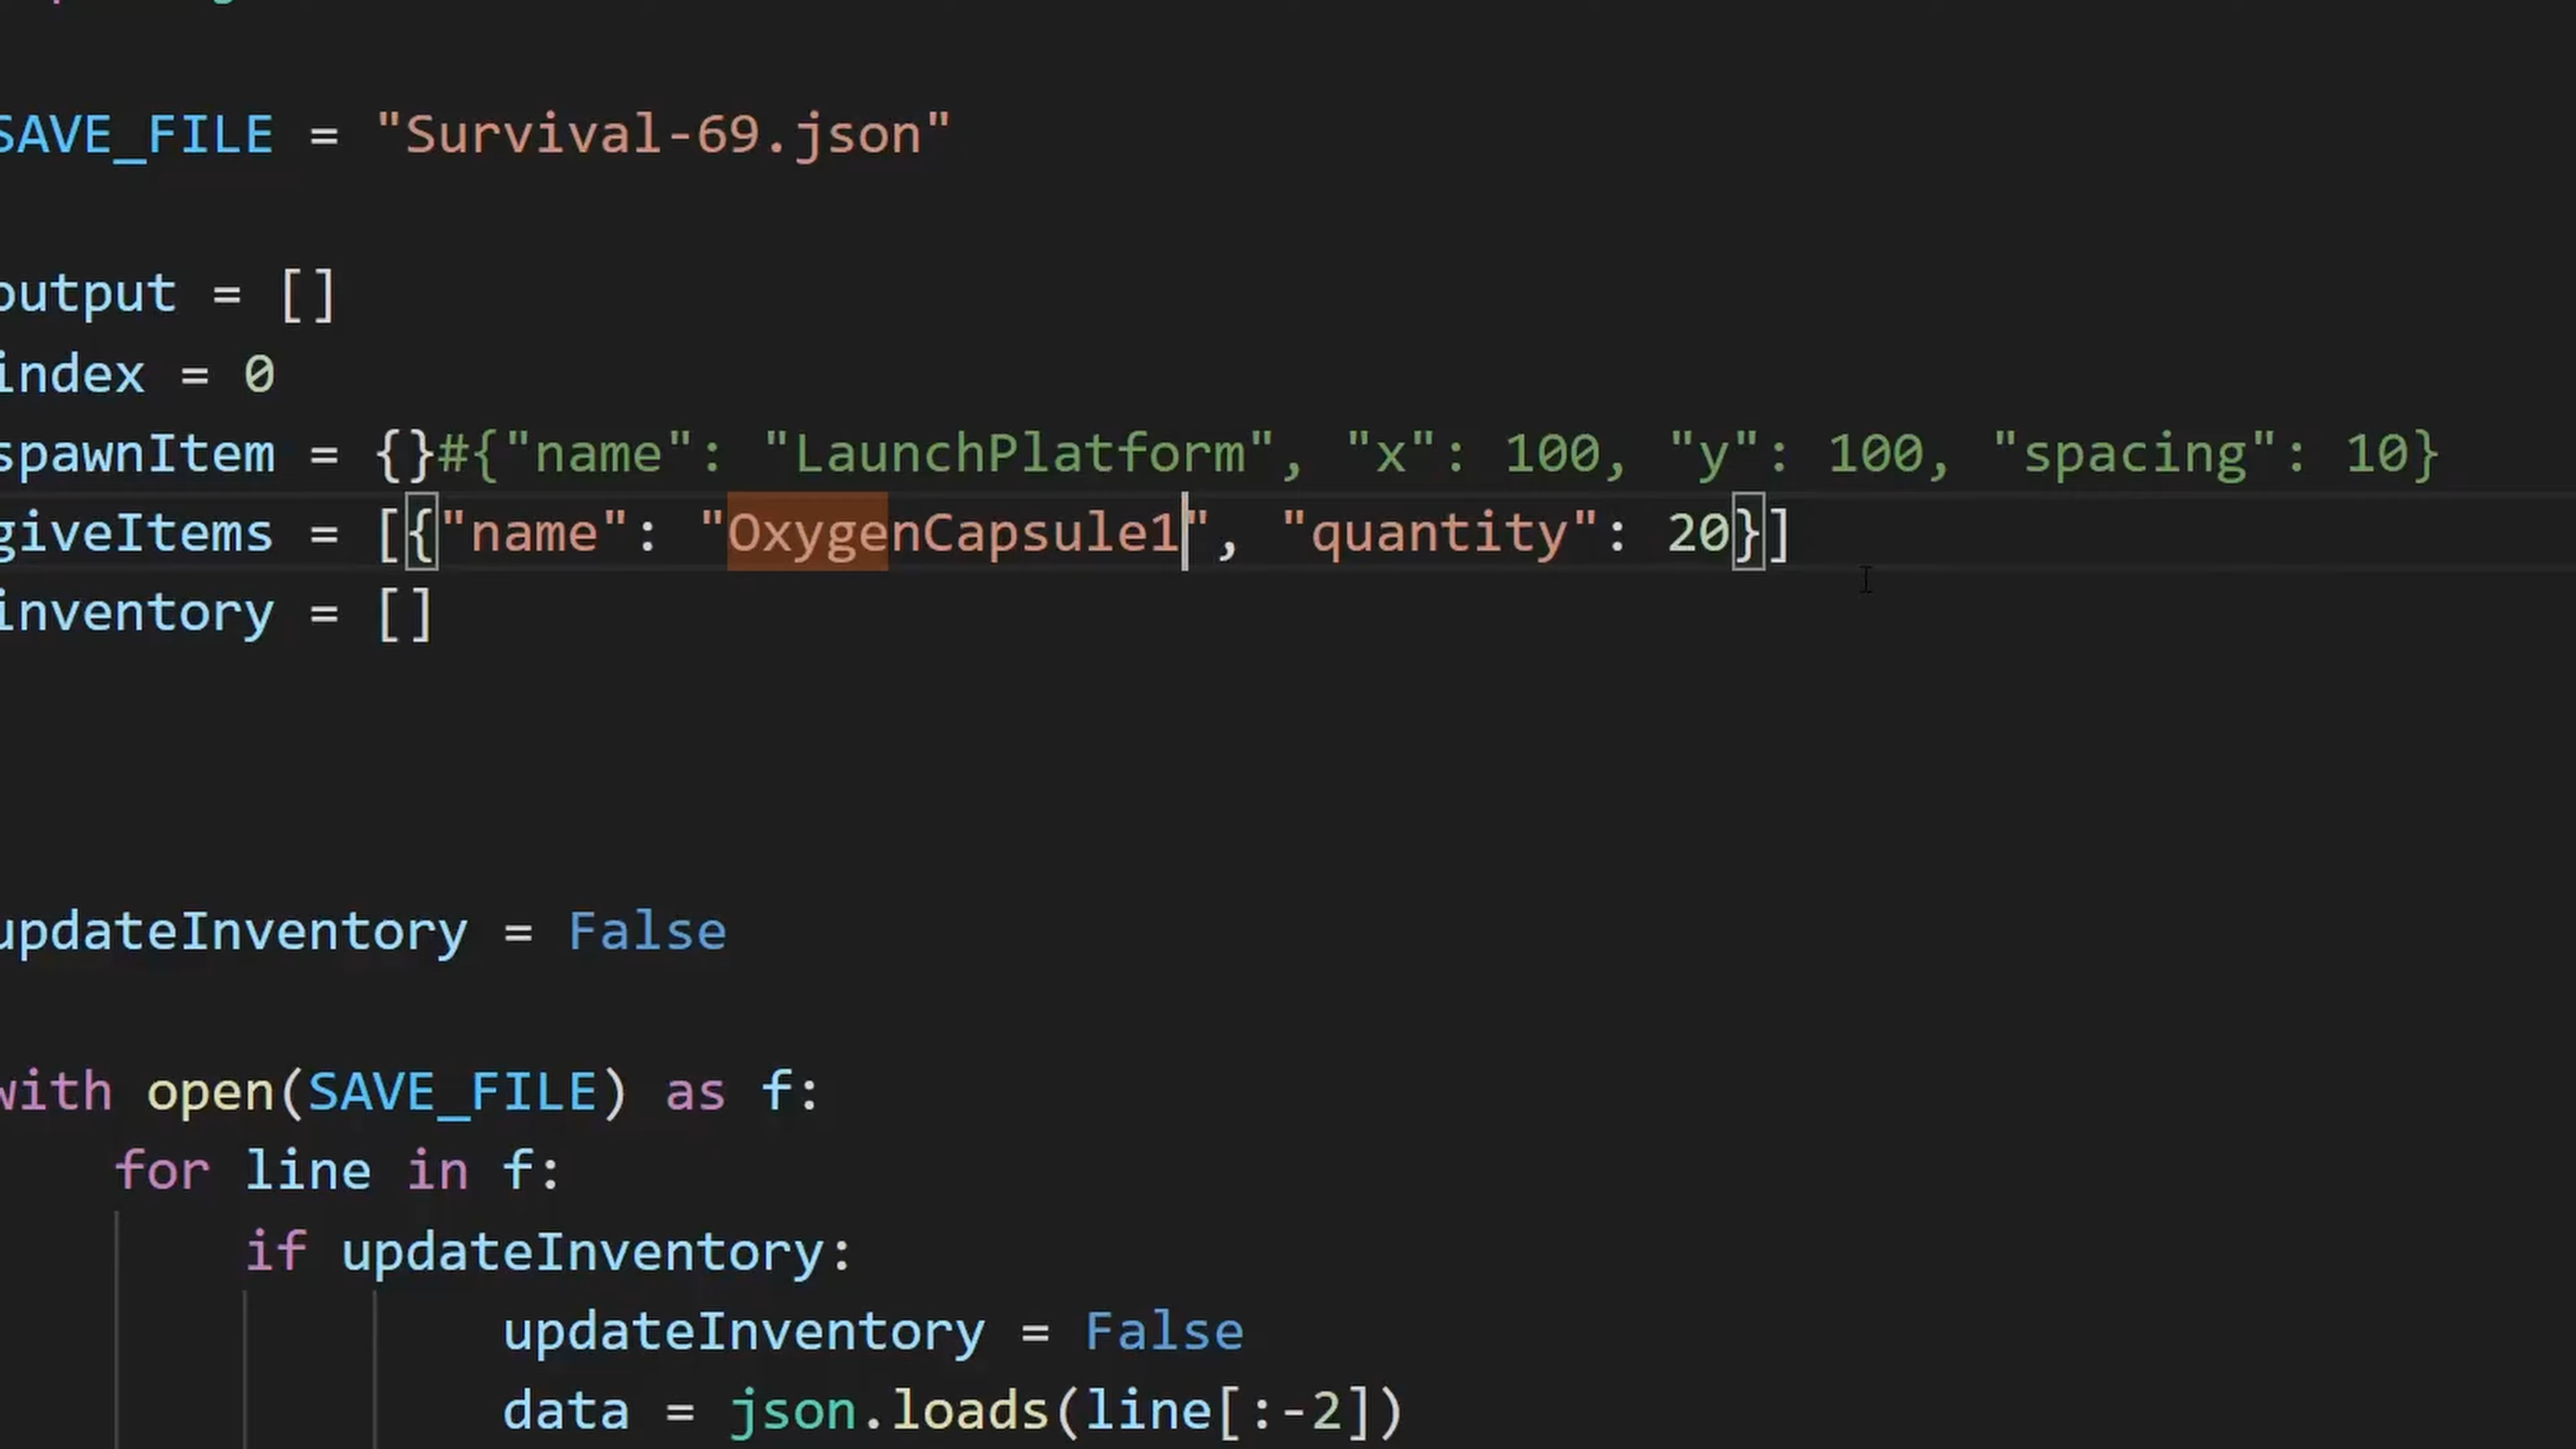 SAVE_FILE = "Survival-69.json"
output = []
index = 0
spawnItem = {}#{"name": "LaunchPlatform", "x": 100, "y": 100, "spacing": 10}
giveItems = [{"name": "OxygenCapsule1", "quantity": 20}]
inventory = []
updateInventory = False
with open(SAVE_FILE) as f:
for line in f:
if updateInventory:
updateInventory = False
data = json.loads(line[:-2])